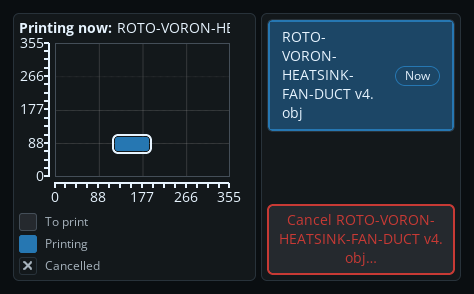 Printing now: ROTO-VORON-HE
355
266
177
88
0
0 88 177 266 355
To print
Printing
Cancelled
ROTO-
VORON-
HEATSINK-
FAN-DUCT v4.
obj
Now
Cancel ROTO-VORON-
HEATSINK-FAN-DUCT v4.
obj...